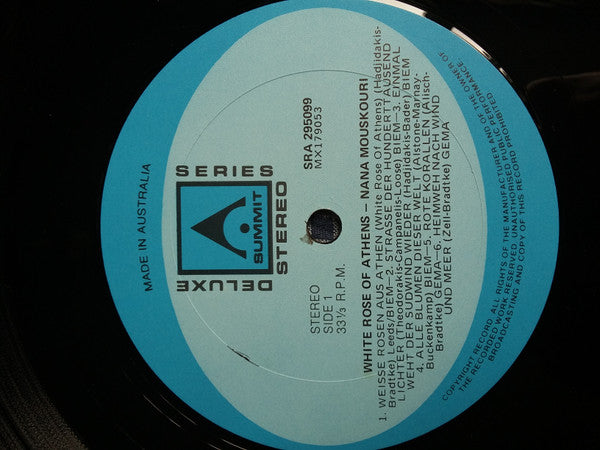 MADE IN AUSTRALIA
DELUXE
SERIES
SUMMIT
STEREO
STEREO
SIDE 1
33⅓ R.P.M.
SRA 295099
MX179053
WHITE ROSE OF ATHENS — NANA MOUSKOURI
1. WEISSE ROSEN AUS ATHEN (White Rose Of Athens) (Hadjidakis-
Bradtke) Leeds/BIEM—2. STRASSE DER HUNDERTTAUSEND
LICHTER (Theodorakis-Campanelis-Loose) BIEM—3. EINMAL
WEHT DER SUDWIND WIEDER (Hadjidakis-Bader) BIEM
4. ALLE BLUMEN DIESER WELT (Alstone-Marnay-
Buckenkamp) BIEM—5. ROTE KORALLEN (Alisch-
Bradtke) GEMA—6. HEIMWEH NACH WIND
UND MEER (Zell-Bradtke) GEMA
COPYRIGHT RECORD. ALL RIGHTS OF THE MANUFACTURER AND OF THE OWNER OF
THE RECORDED WORK RESERVED. UNAUTHORISED PUBLIC PERFORMANCE
BROADCASTING AND COPY OF THIS RECORD PROHIBITED